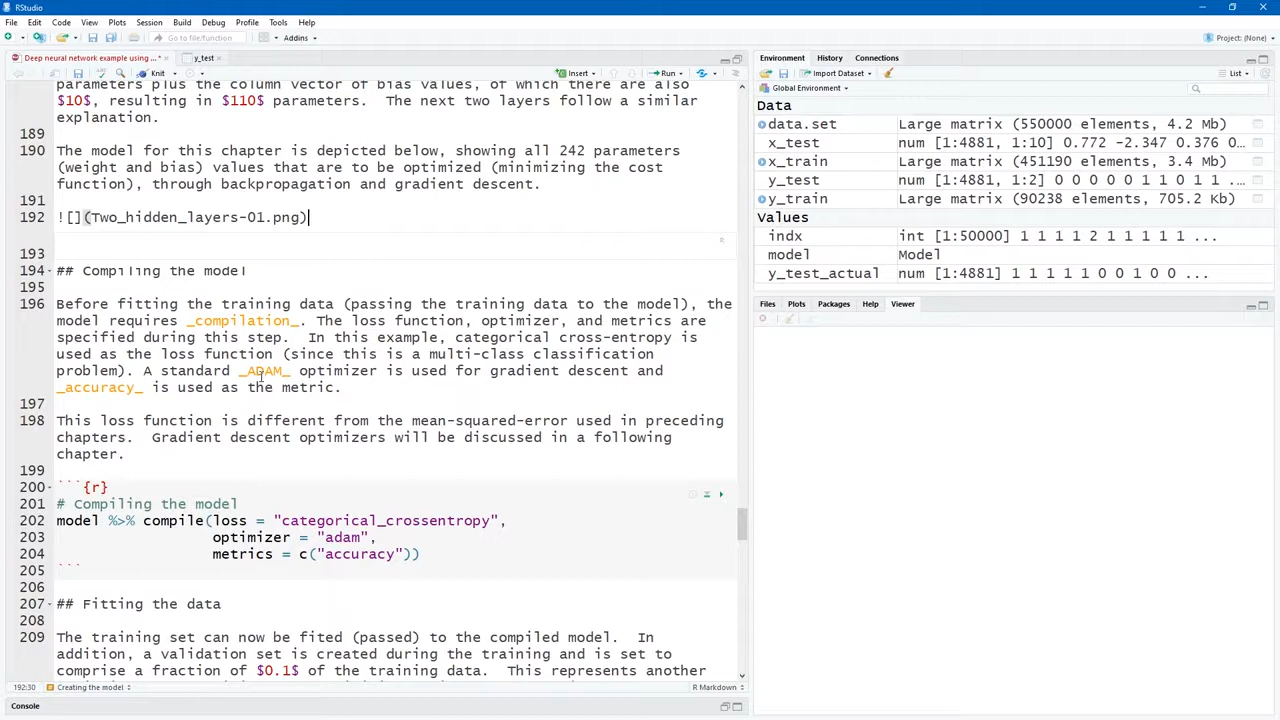 RStudio
File Edit Code View Plots Session Build Debug Profile Tools Help
Go to file/function Addins Project: (None)
Deep neural network example using ...* y_test
Knit Insert Run
parameters plus the column vector of bias values, of which there are also
$10$, resulting in $110$ parameters.  The next two layers follow a similar
explanation.
189
190 The model for this chapter is depicted below, showing all 242 parameters
(weight and bias) values that are to be optimized (minimizing the cost
function), through backpropagation and gradient descent.
191
192 ![](Two_hidden_layers-01.png)
193
194 ## Compiling the model
195
196 Before fitting the training data (passing the training data to the model), the
model requires _compilation_. The loss function, optimizer, and metrics are
specified during this step.  In this example, categorical cross-entropy is
used as the loss function (since this is a multi-class classification
problem). A standard _ADAM_ optimizer is used for gradient descent and
_accuracy_ is used as the metric.
197
198 This loss function is different from the mean-squared-error used in preceding
chapters.  Gradient descent optimizers will be discussed in a following
chapter.
199
200 ```{r}
201 # Compiling the model
202 model %>% compile(loss = "categorical_crossentropy",
203 optimizer = "adam",
204 metrics = c("accuracy"))
205 ```
206
207 ## Fitting the data
208
209 The training set can now be fited (passed) to the compiled model.  In
addition, a validation set is created during the training and is set to
comprise a fraction of $0.1$ of the training data.  This represents another
192:30 Creating the model R Markdown
Console
Environment History Connections
Import Dataset List
Global Environment
Data
data.set Large matrix (550000 elements, 4.2 Mb)
x_test num [1:4881, 1:10] 0.772 -2.347 0.376 0...
x_train Large matrix (451190 elements, 3.4 Mb)
y_test num [1:4881, 1:2] 0 0 0 0 0 1 1 0 1 1 ...
y_train Large matrix (90238 elements, 705.2 Kb)
Values
indx int [1:50000] 1 1 1 1 2 1 1 1 1 1 ...
model Model
y_test_actual num [1:4881] 1 1 1 1 1 0 0 1 0 0 ...
Files Plots Packages Help Viewer